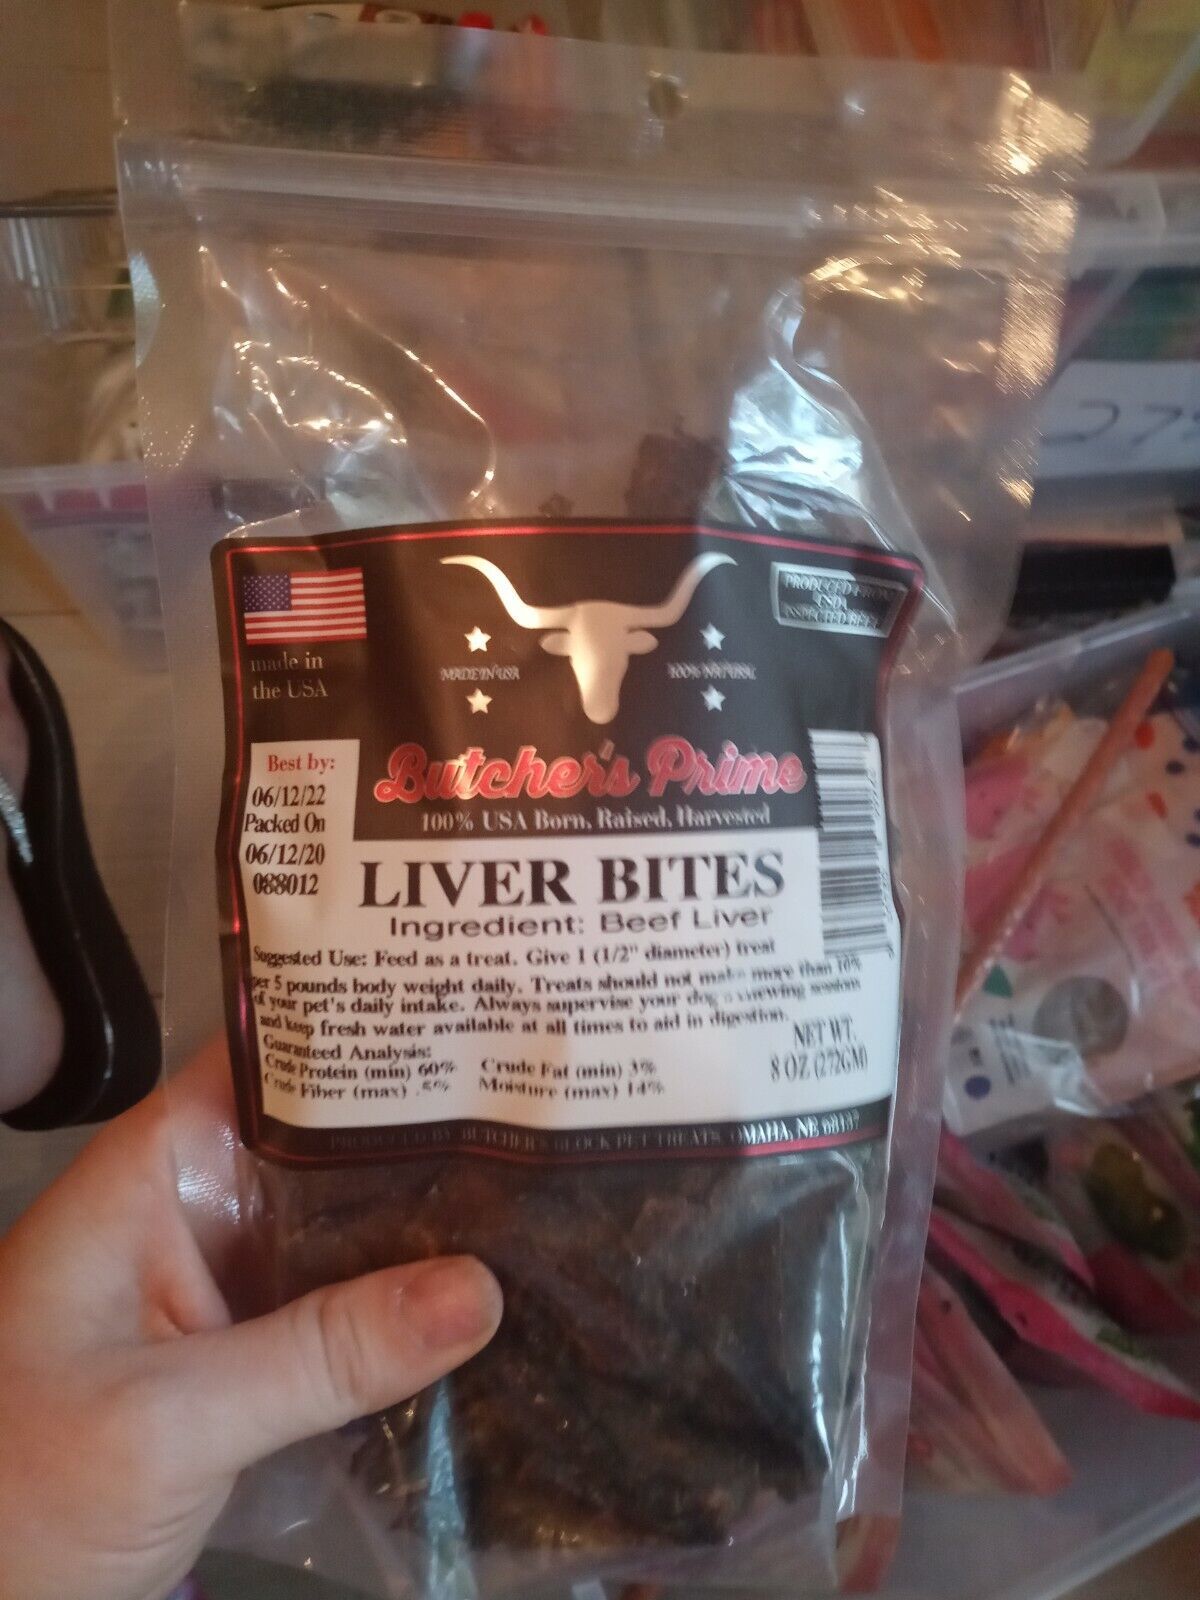 PRODUCED FROM
USDA
INSPECTED BEEF
made in
the USA
MADE IN USA
100% NATURAL
Best by:
06/12/22
Packed On
06/12/20
088012
Butcher's Prime
100% USA Born, Raised, Harvested
LIVER BITES
Ingredient: Beef Liver
Suggested Use: Feed as a treat. Give 1 (1/2" diameter) treat
per 5 pounds body weight daily. Treats should not make more than 10%
of your pet's daily intake. Always supervise your dog chewing sessions
and keep fresh water available at all times to aid in digestion.
Guaranteed Analysis:
Crude Protein (min) 60% Crude Fat (min) 3%
Crude Fiber (max) .5% Moisture (max) 14%
NET WT.
8 OZ (272GM)
PRODUCED BY BUTCHER'S BLOCK PET TREATS, OMAHA, NE 68137
27